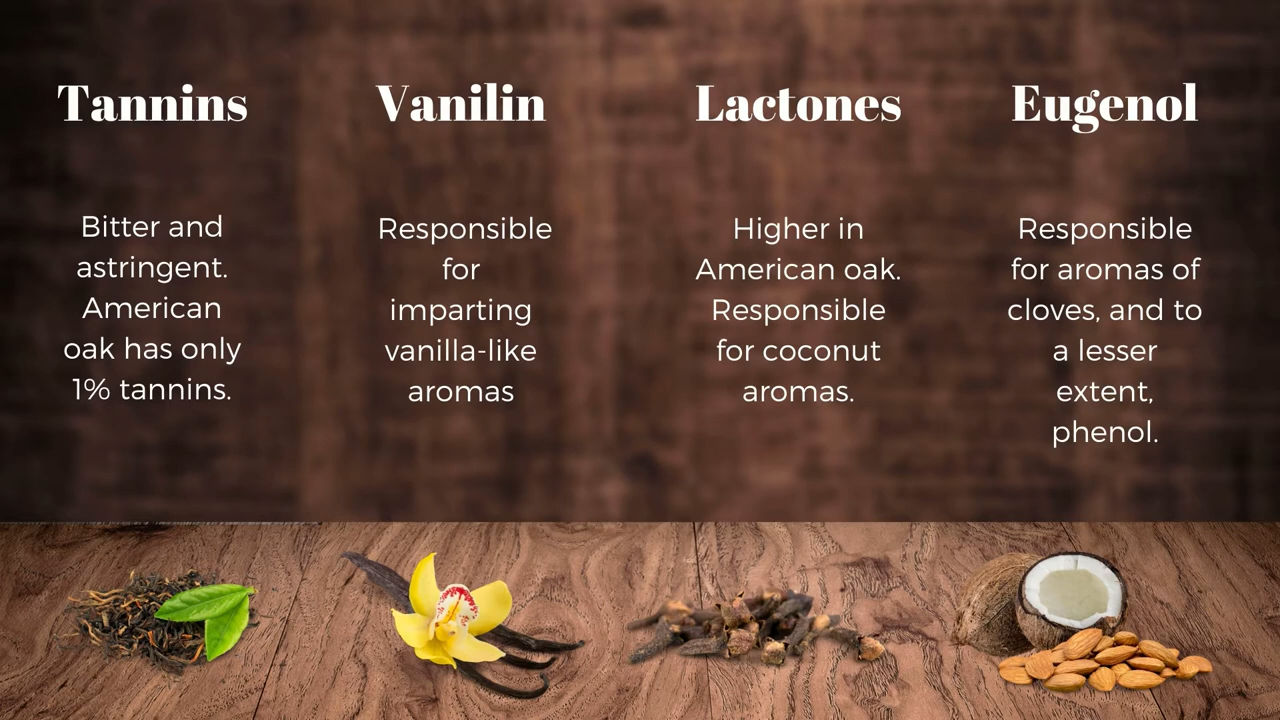 Tannins
Bitter and
astringent.
American
oak has only
1% tannins.
Vanilin
Responsible
for
imparting
vanilla-like
aromas
Lactones
Higher in
American oak.
Responsible
for coconut
aromas.
Eugenol
Responsible
for aromas of
cloves, and to
a lesser
extent,
phenol.